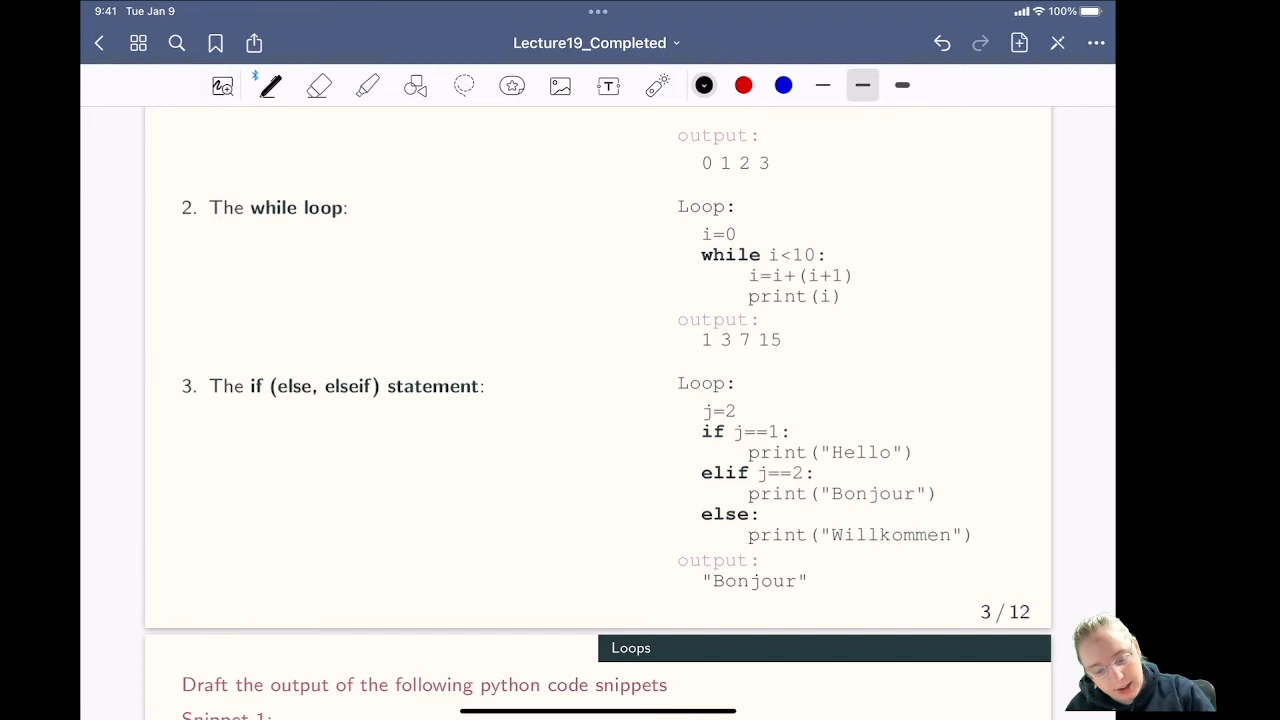 9:41 Tue Jan 9
100%
Lecture19_Completed
T
output:
0 1 2 3
2. The while loop:
Loop:
i=0
while i<10:
i=i+(i+1)
print(i)
output:
1 3 7 15
3. The if (else, elseif) statement:
Loop:
j=2
if j==1:
print("Hello")
elif j==2:
print("Bonjour")
else:
print("Willkommen")
output:
"Bonjour"
3 / 12
Loops
Draft the output of the following python code snippets
Snippet 1: